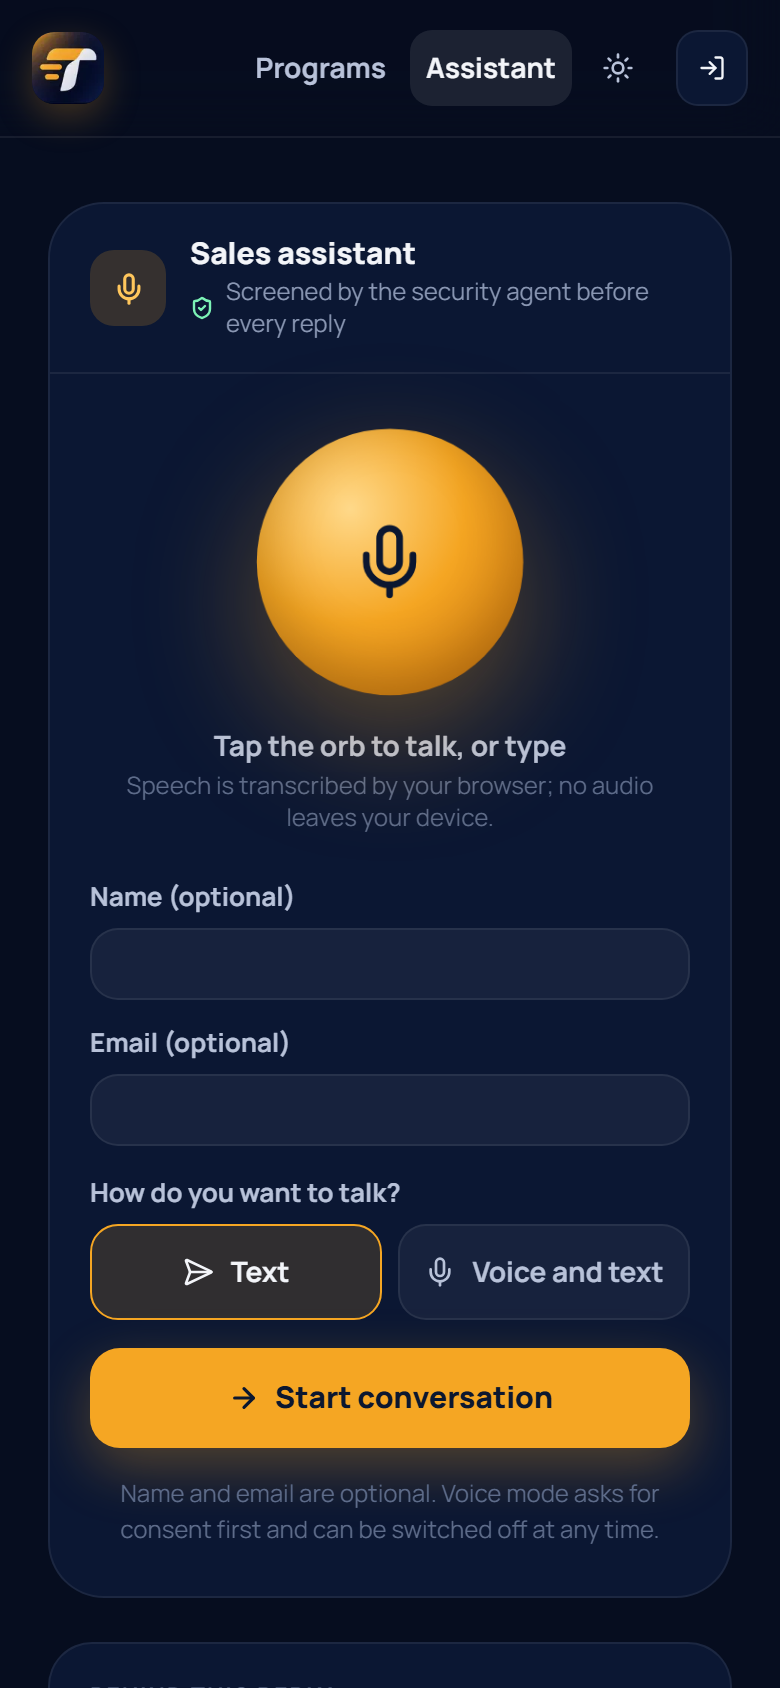 Programs
Assistant
Sales assistant
Screened by the security agent before
every reply
Tap the orb to talk, or type
Speech is transcribed by your browser; no audio
leaves your device.
Name (optional)
Email (optional)
How do you want to talk?
Text
Voice and text
Start conversation
Name and email are optional. Voice mode asks for
consent first and can be switched off at any time.